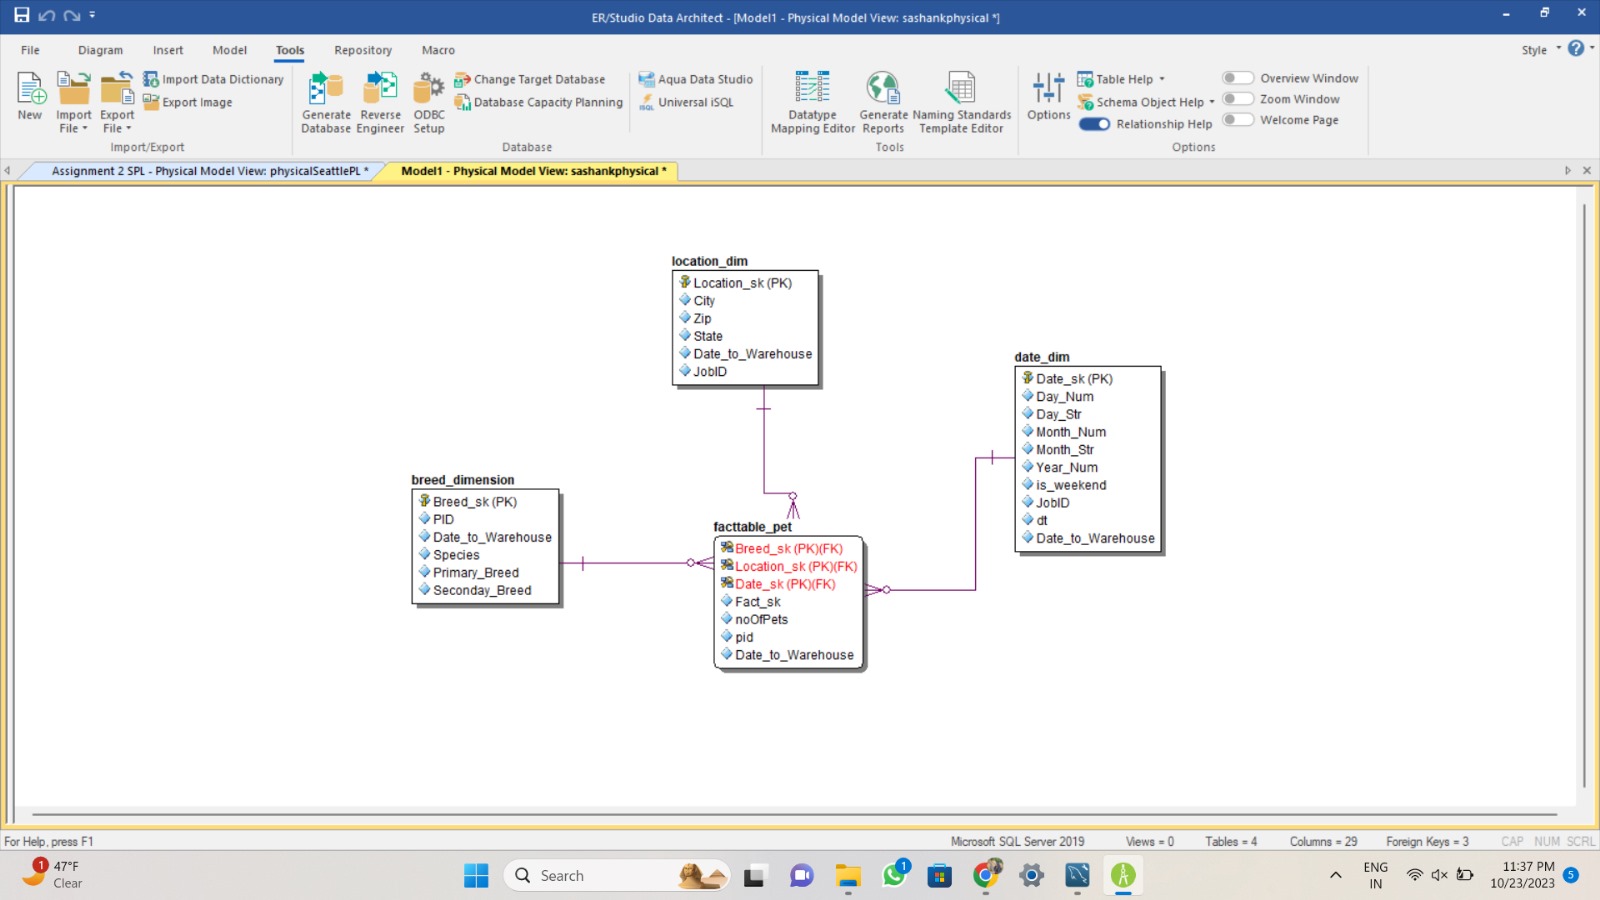 ER/Studio Data Architect - [Model1 - Physical Model View: sashankphysical *]
File Diagram Insert Model Tools Repository Macro Style
New
Import File
Export File
Import Data Dictionary
Export Image
Import/Export
Generate Database
Reverse Engineer
ODBC Setup
Change Target Database
Database Capacity Planning
Aqua Data Studio
Universal iSQL
Database
Datatype Mapping Editor
Generate Reports
Naming Standards Template Editor
Tools
Options
Table Help
Schema Object Help
Relationship Help
Overview Window
Zoom Window
Welcome Page
Options
Assignment 2 SPL - Physical Model View: physicalSeattlePL *
Model1 - Physical Model View: sashankphysical *
location_dim
Location_sk (PK)
City
Zip
State
Date_to_Warehouse
JobID
date_dim
Date_sk (PK)
Day_Num
Day_Str
Month_Num
Month_Str
Year_Num
is_weekend
JobID
dt
Date_to_Warehouse
breed_dimension
Breed_sk (PK)
PID
Date_to_Warehouse
Species
Primary_Breed
Seconday_Breed
facttable_pet
Breed_sk (PK)(FK)
Location_sk (PK)(FK)
Date_sk (PK)(FK)
Fact_sk
noOfPets
pid
Date_to_Warehouse
For Help, press F1
Microsoft SQL Server 2019 Views = 0 Tables = 4 Columns = 29 Foreign Keys = 3 CAP NUM SCRL
1
47°F
Clear
Search
1
ENG
IN
11:37 PM
10/23/2023
5